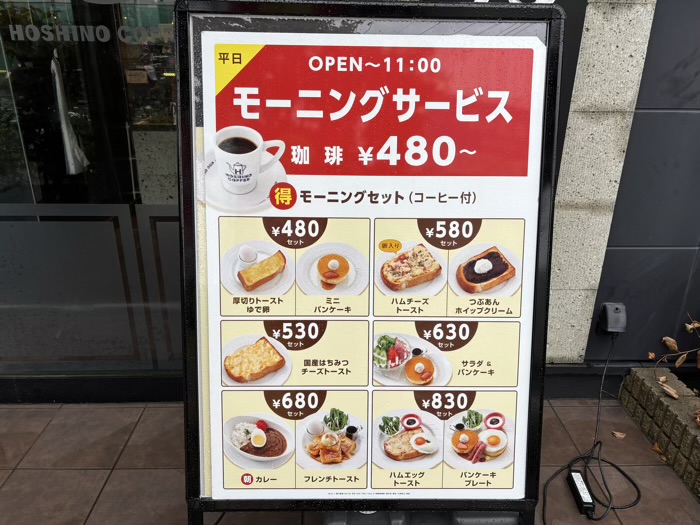 HOSHINO COFF
平日
OPEN～11:00
モーニングサービス
珈琲 ¥480～
得 モーニングセット（コーヒー付）
¥480
セット
厚切りトースト
ゆで卵
ミニ
パンケーキ
¥580
セット
ハムチーズ
トースト
つぶあん
ホイップクリーム
¥530
セット
国産はちみつ
チーズトースト
¥630
セット
サラダ &
パンケーキ
¥680
セット
朝 カレー
フレンチトースト
¥830
セット
ハムエッグ
トースト
パンケーキ
プレート